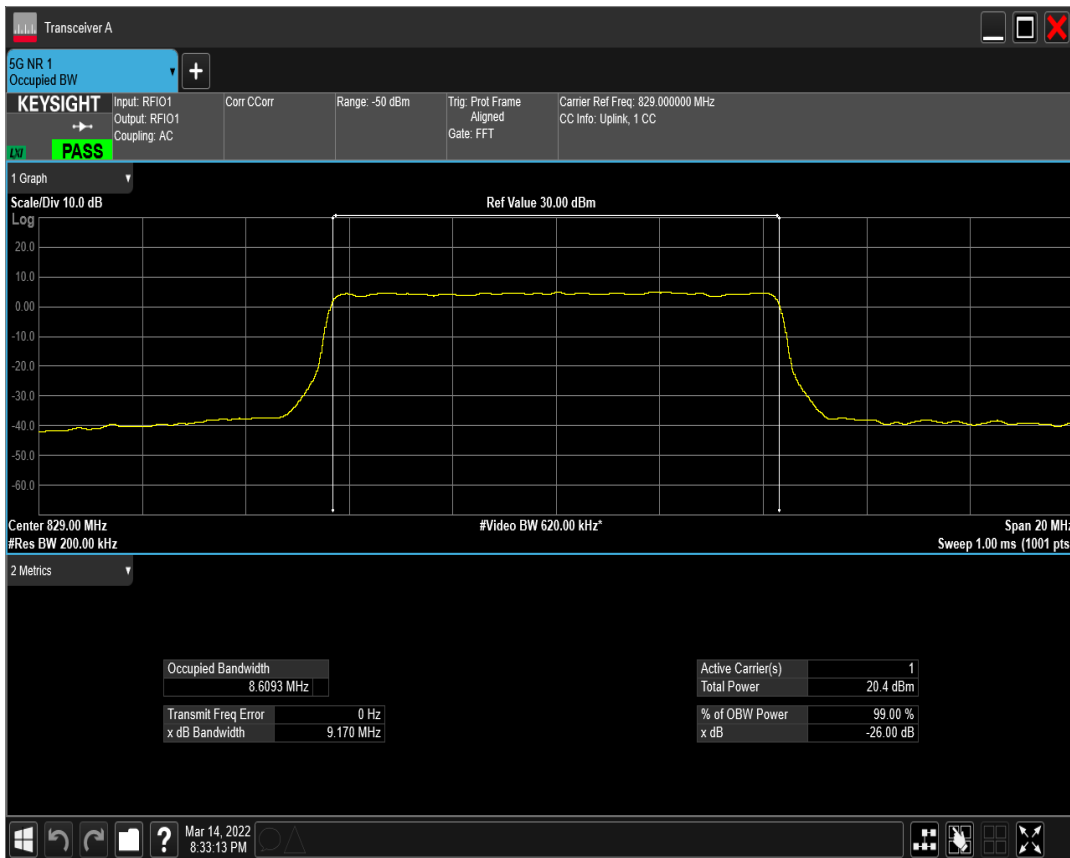 Transceiver A
5G NR 1
Occupied BW
+
KEYSIGHT
LXI
PASS
Input: RFIO1
Output: RFIO1
Coupling: AC
Corr CCorr
Range: -50 dBm
Trig: Prot Frame
Aligned
Gate: FFT
Carrier Ref Freq: 829.000000 MHz
CC Info: Uplink, 1 CC
1 Graph
Scale/Div 10.0 dB
Ref Value 30.00 dBm
Log
20.0
10.0
0.00
-10.0
-20.0
-30.0
-40.0
-50.0
-60.0
Center 829.00 MHz
#Video BW 620.00 kHz*
Span 20 MHz
#Res BW 200.00 kHz
Sweep 1.00 ms (1001 pts
2 Metrics
Occupied Bandwidth
8.6093 MHz
Transmit Freq Error 0 Hz
x dB Bandwidth 9.170 MHz
Active Carrier(s) 1
Total Power 20.4 dBm
% of OBW Power 99.00 %
x dB -26.00 dB
?
Mar 14, 2022
8:33:13 PM